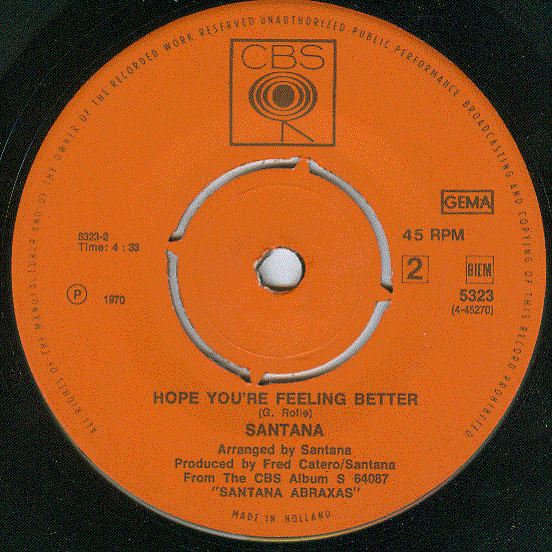 ALL RIGHTS OF THE MANUFACTURER AND OF THE OWNER OF THE RECORDED WORK RESERVED UNAUTHORIZED PUBLIC PERFORMANCE BROADCASTING AND COPYING OF THIS RECORD PROHIBITED
CBS
GEMA
5323-2
Time: 4 : 33
45 RPM
2
BIEM
Ⓟ 1970
5323
(4-45270)
HOPE YOU'RE FEELING BETTER
(G. Rolie)
SANTANA
Arranged by Santana
Produced by Fred Catero/Santana
From The CBS Album S 64087
"SANTANA ABRAXAS"
MADE IN HOLLAND